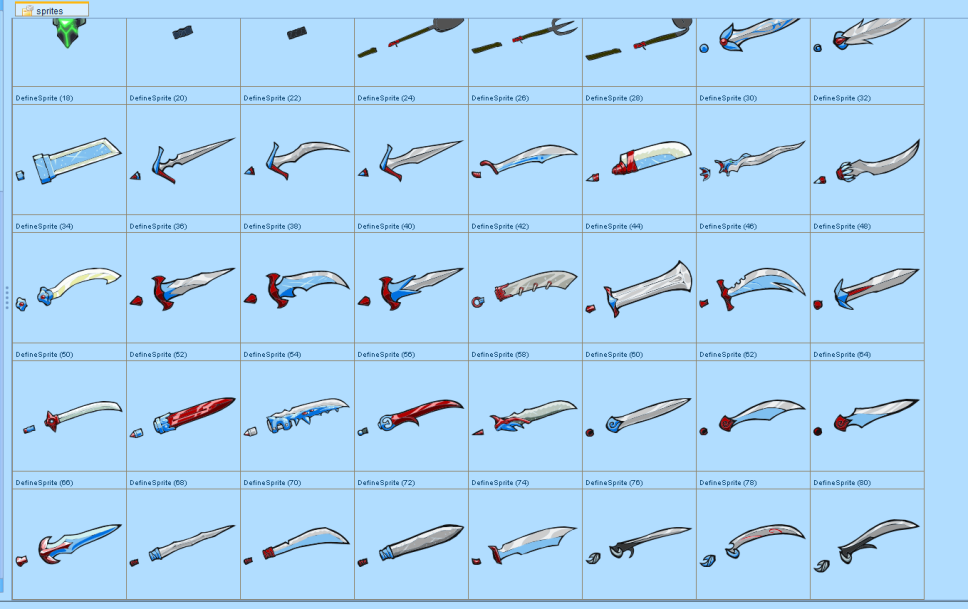 sprites
DefineSprite (18) DefineSprite (20) DefineSprite (22) DefineSprite (24) DefineSprite (26) DefineSprite (28) DefineSprite (30) DefineSprite (32)
DefineSprite (34) DefineSprite (36) DefineSprite (38) DefineSprite (40) DefineSprite (42) DefineSprite (44) DefineSprite (46) DefineSprite (48)
DefineSprite (50) DefineSprite (52) DefineSprite (54) DefineSprite (56) DefineSprite (58) DefineSprite (60) DefineSprite (62) DefineSprite (64)
DefineSprite (66) DefineSprite (68) DefineSprite (70) DefineSprite (72) DefineSprite (74) DefineSprite (76) DefineSprite (78) DefineSprite (80)